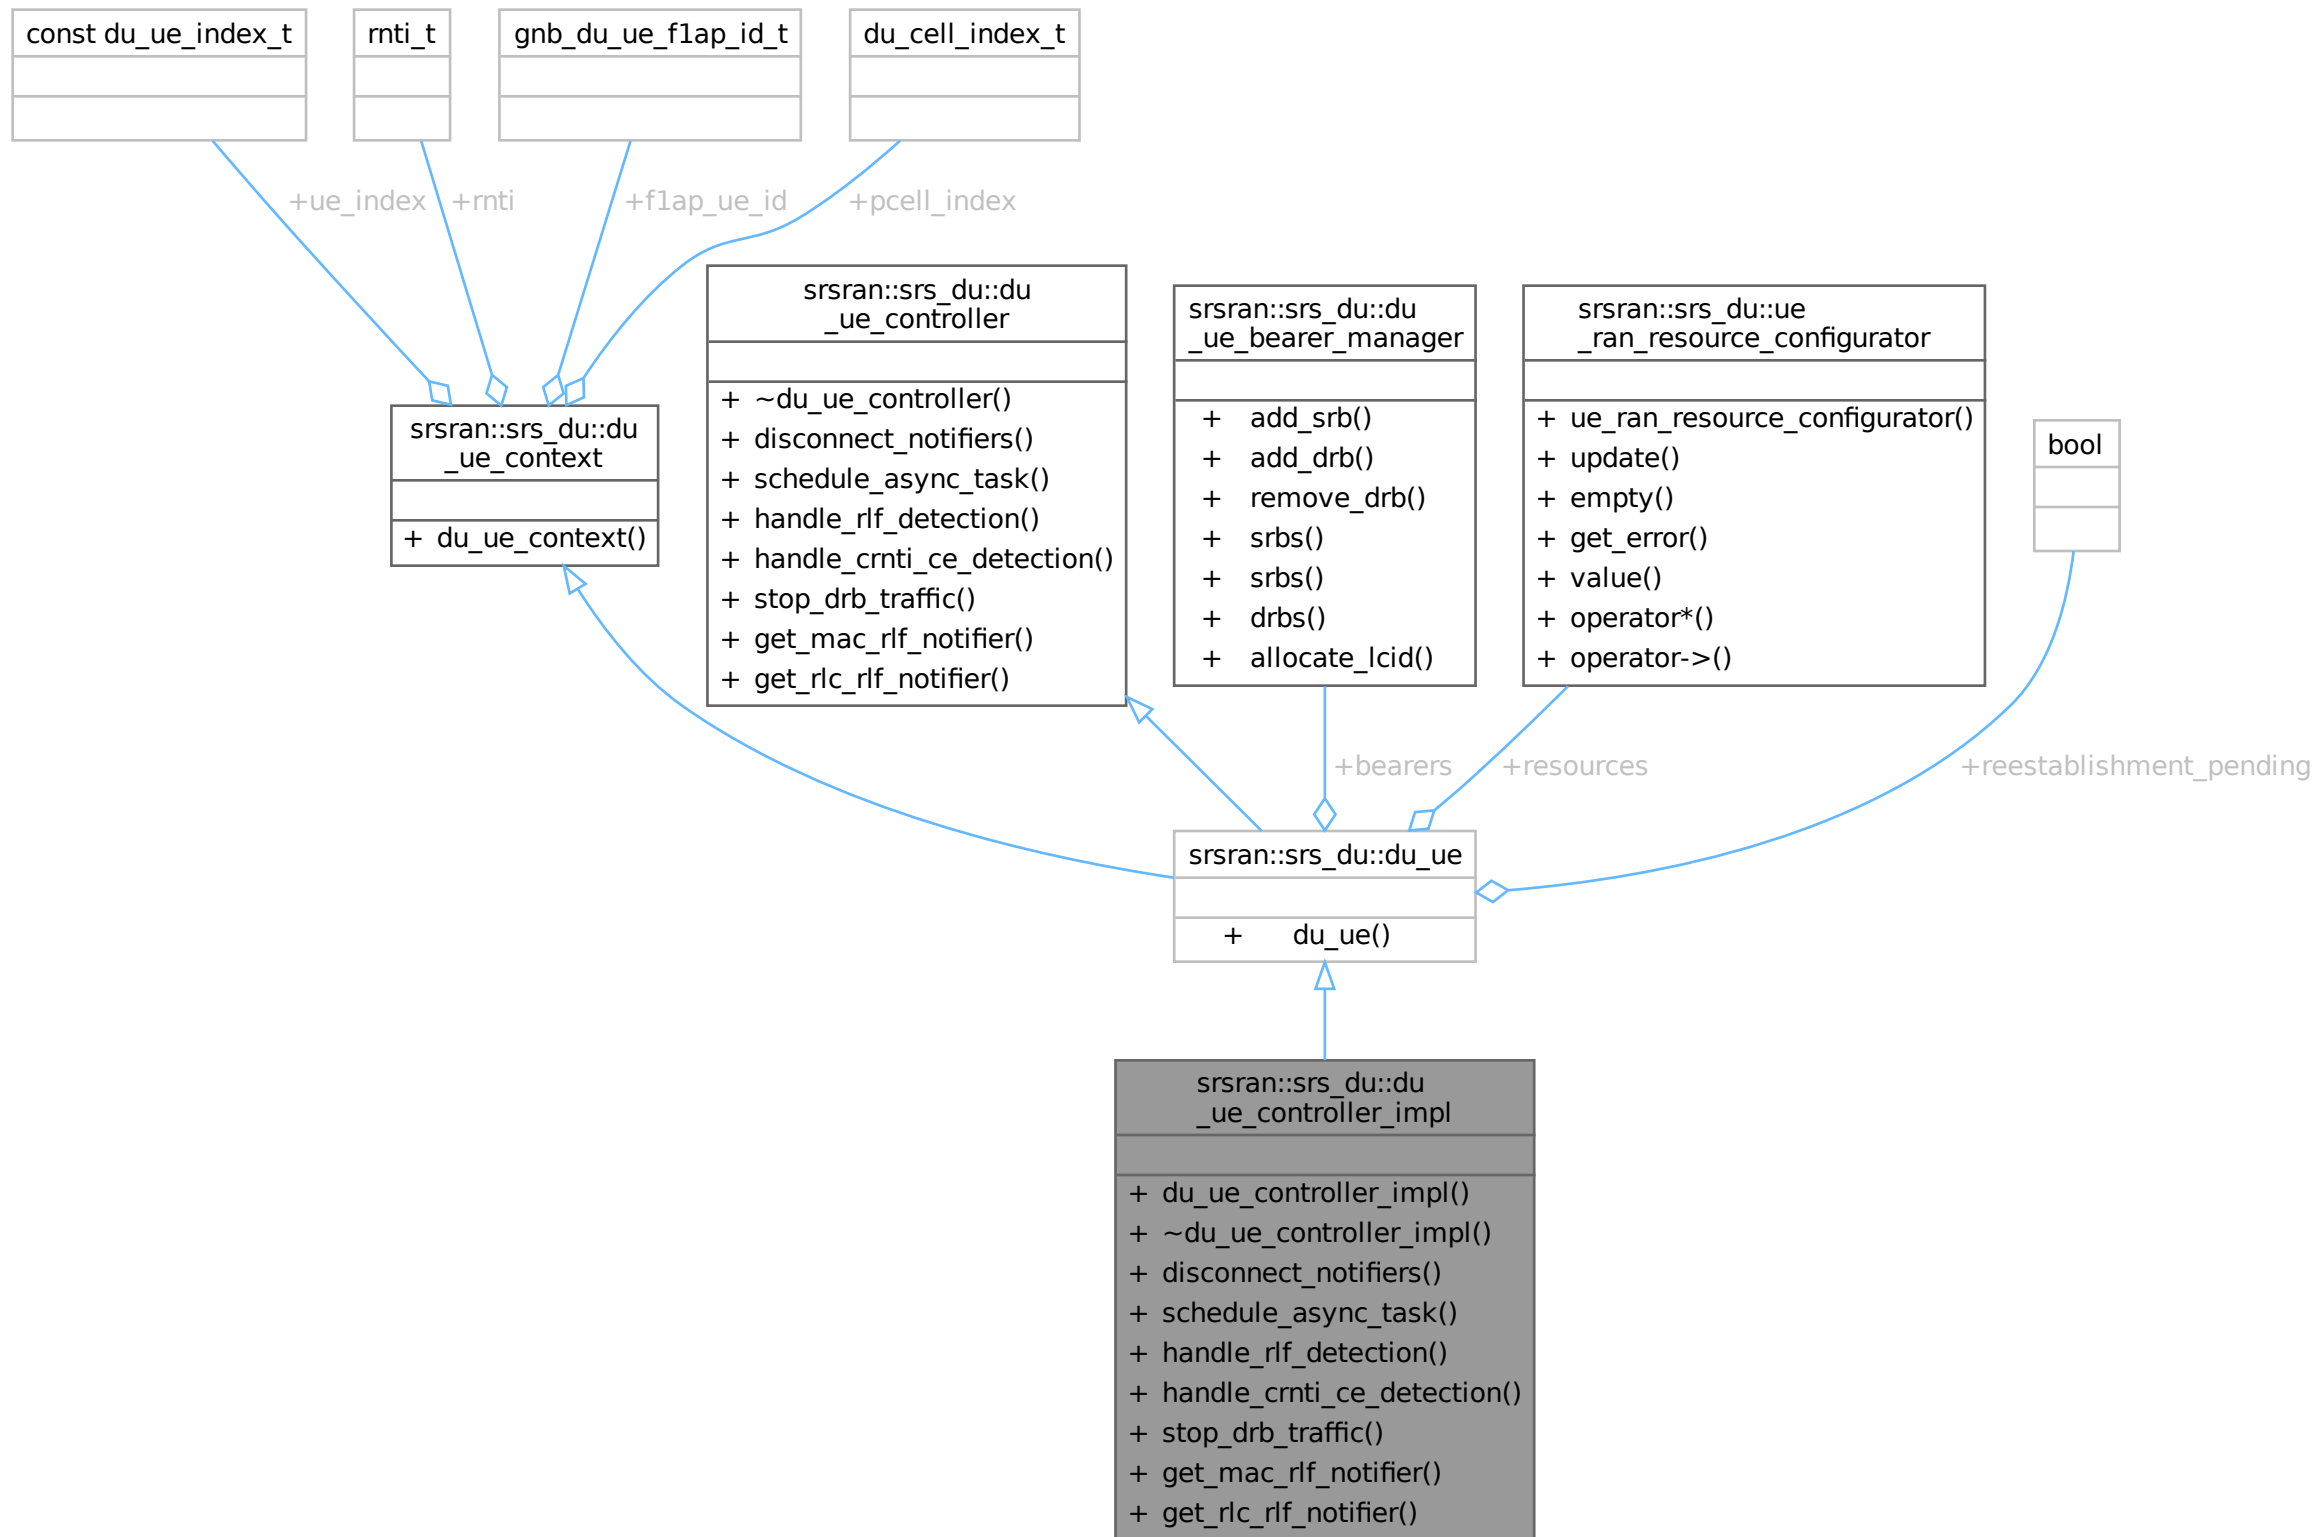 const du_ue_index_t
rnti_t
gnb_du_ue_f1ap_id_t
du_cell_index_t
+ue_index
+rnti
+f1ap_ue_id
+pcell_index
srsran::srs_du::du
_ue_context
+ du_ue_context()
srsran::srs_du::du
_ue_controller
+ ~du_ue_controller()
+ disconnect_notifiers()
+ schedule_async_task()
+ handle_rlf_detection()
+ handle_crnti_ce_detection()
+ stop_drb_traffic()
+ get_mac_rlf_notifier()
+ get_rlc_rlf_notifier()
srsran::srs_du::du
_ue_bearer_manager
+ add_srb()
+ add_drb()
+ remove_drb()
+ srbs()
+ srbs()
+ drbs()
+ allocate_lcid()
srsran::srs_du::ue
_ran_resource_configurator
+ ue_ran_resource_configurator()
+ update()
+ empty()
+ get_error()
+ value()
+ operator*()
+ operator->()
bool
+bearers
+resources
+reestablishment_pending
srsran::srs_du::du_ue
+ du_ue()
srsran::srs_du::du
_ue_controller_impl
+ du_ue_controller_impl()
+ ~du_ue_controller_impl()
+ disconnect_notifiers()
+ schedule_async_task()
+ handle_rlf_detection()
+ handle_crnti_ce_detection()
+ stop_drb_traffic()
+ get_mac_rlf_notifier()
+ get_rlc_rlf_notifier()